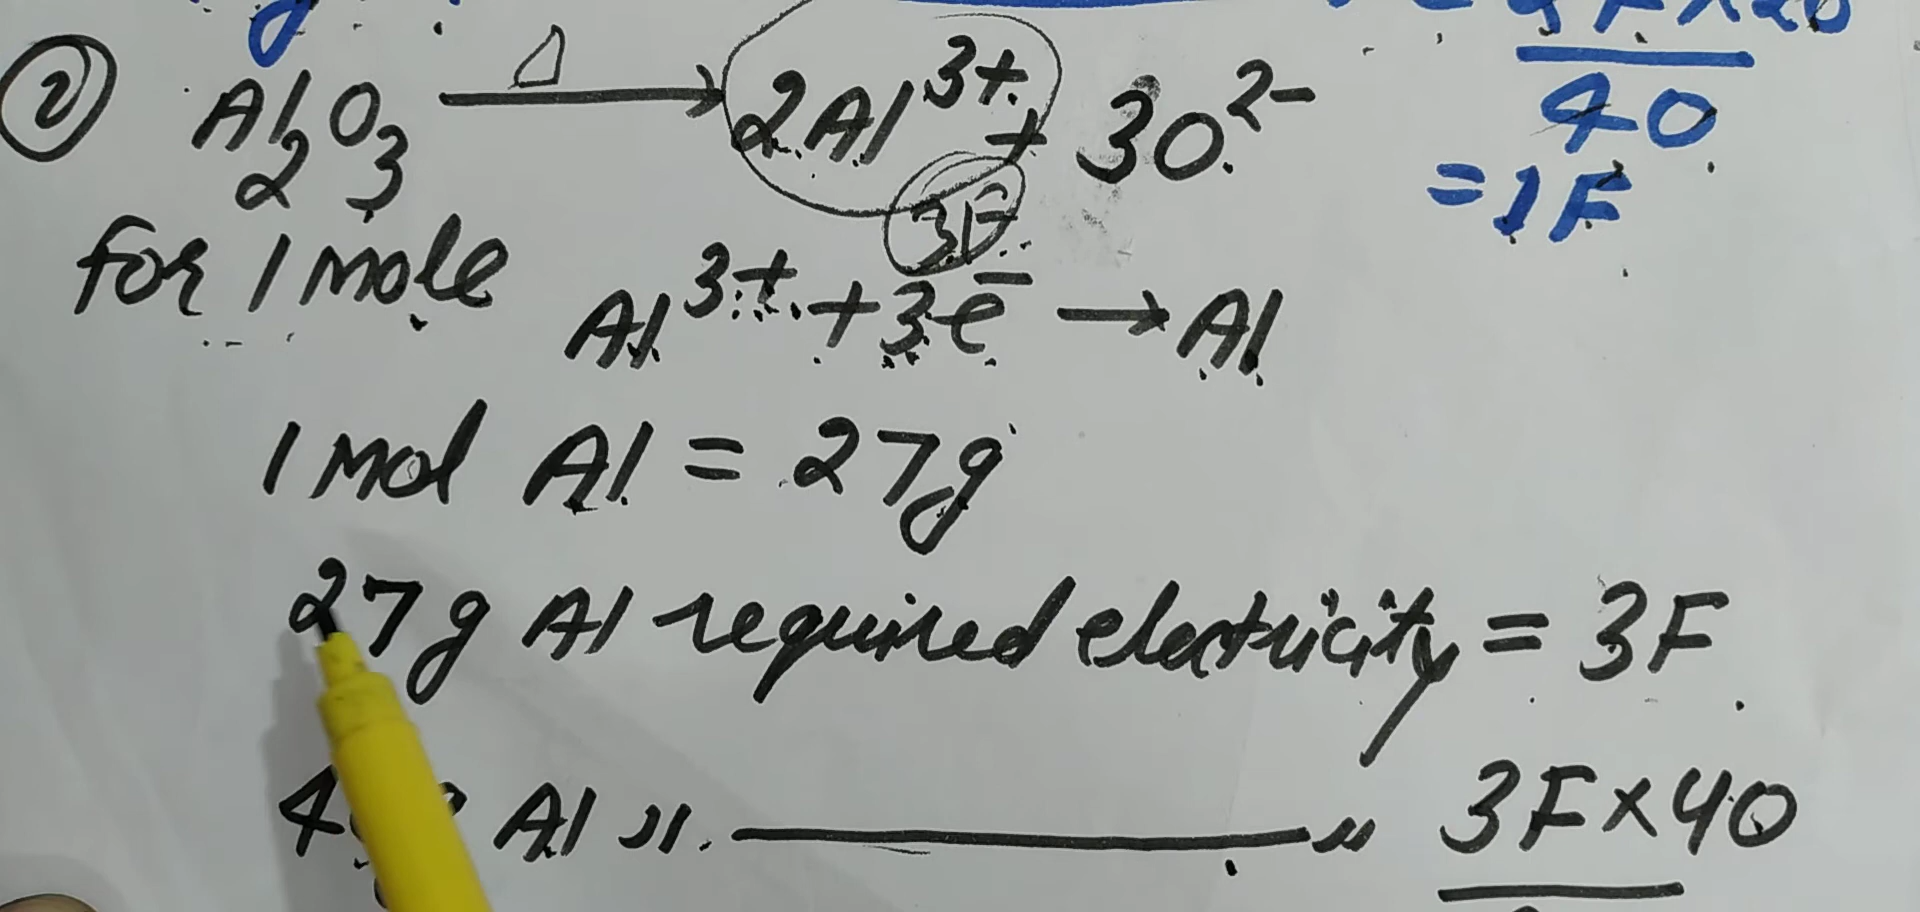 ② Al₂O₃ —Δ→ 2Al³⁺ + 3O²⁻
40
= 1F
for 1 mole
3F
Al³⁺ + 3e⁻ → Al
1 mol Al = 27g
27g Al required electricity = 3F
Al 〃 ——— 〃 3F×40